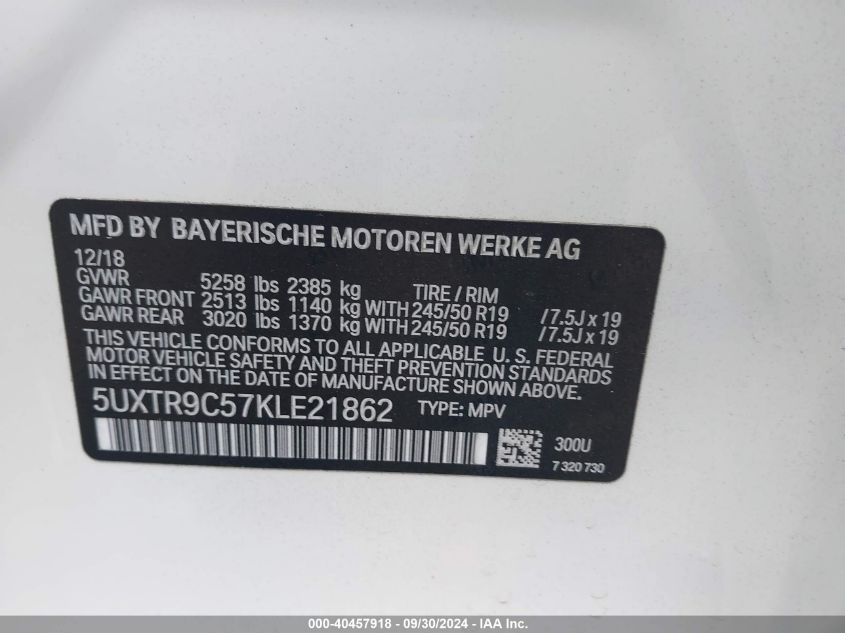 MFD BY BAYERISCHE MOTOREN WERKE AG
12/18
GVWR 5258 lbs 2385 kg TIRE / RIM
GAWR FRONT 2513 lbs 1140 kg WITH 245/50 R19 /7.5J x 19
GAWR REAR 3020 lbs 1370 kg WITH 245/50 R19 /7.5J x 19
THIS VEHICLE CONFORMS TO ALL APPLICABLE U. S. FEDERAL
MOTOR VEHICLE SAFETY AND THEFT PREVENTION STANDARDS
IN EFFECT ON THE DATE OF MANUFACTURE SHOWN ABOVE.
5UXTR9C57KLE21862 TYPE: MPV
300U
7 320 730
000-40457918 - 09/30/2024 - IAA Inc.